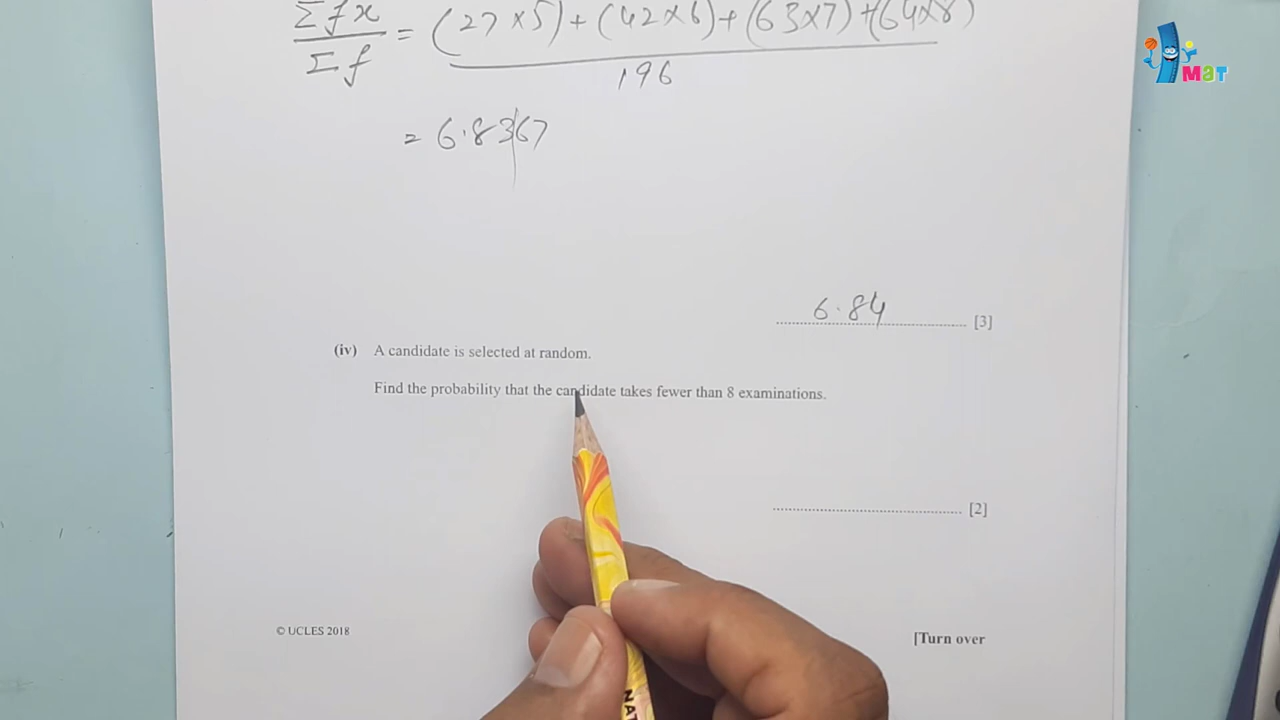 Σfx = (27×5) + (42×6) + (63×7) + (64×8)
Σf 196
= 6.8367
6.84 [3]
(iv) A candidate is selected at random.
Find the probability that the candidate takes fewer than 8 examinations.
[2]
© UCLES 2018
[Turn over
MaT
NAT